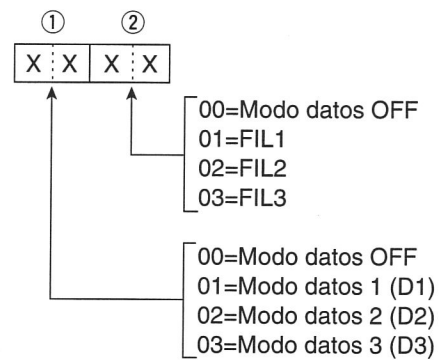 ① ②
X X X X
00=Modo datos OFF
01=FIL1
02=FIL2
03=FIL3
00=Modo datos OFF
01=Modo datos 1 (D1)
02=Modo datos 2 (D2)
03=Modo datos 3 (D3)